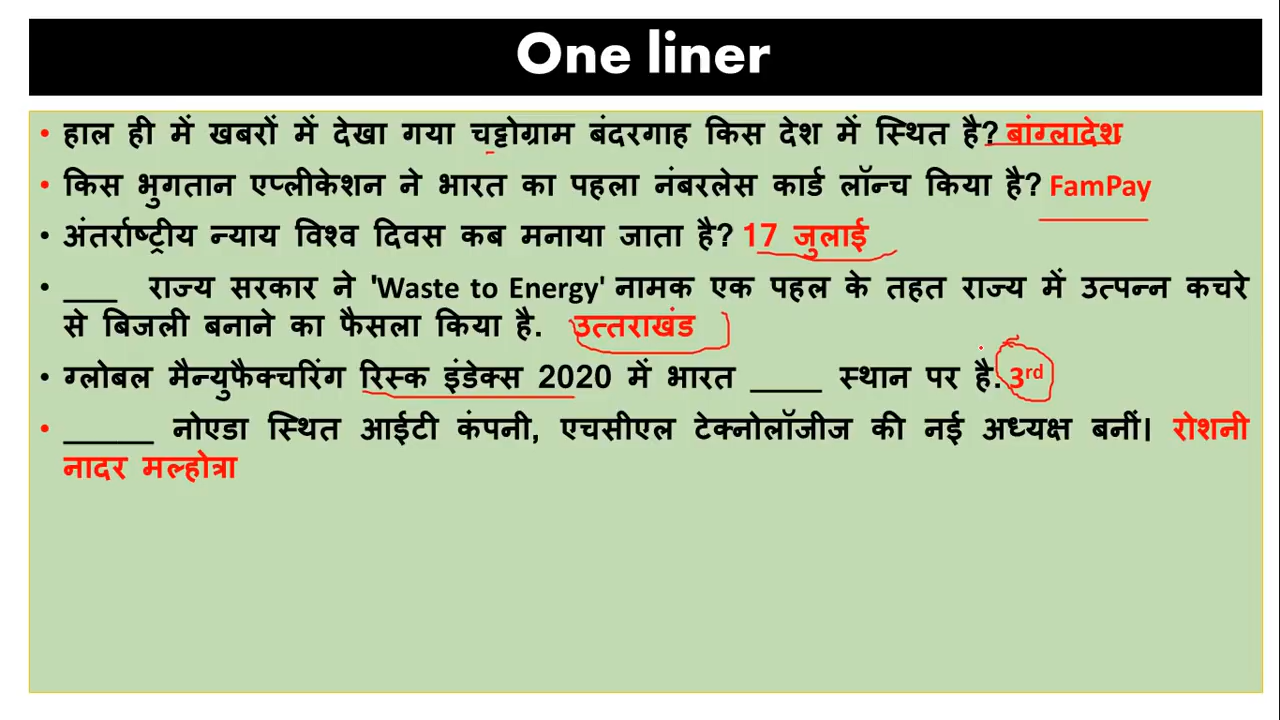 One liner
• हाल ही में खबरों में देखा गया चट्टोग्राम बंदरगाह किस देश में स्थित है? बांग्लादेश
• किस भुगतान एप्लीकेशन ने भारत का पहला नंबरलेस कार्ड लॉन्च किया है? FamPay
• अंतर्राष्ट्रीय न्याय विश्व दिवस कब मनाया जाता है? 17 जुलाई
• ___ राज्य सरकार ने 'Waste to Energy' नामक एक पहल के तहत राज्य में उत्पन्न कचरे
से बिजली बनाने का फैसला किया है. उत्तराखंड
• ग्लोबल मैन्युफैक्चरिंग रिस्क इंडेक्स 2020 में भारत ____ स्थान पर है. 3rd
• _____ नोएडा स्थित आईटी कंपनी, एचसीएल टेक्नोलॉजीज की नई अध्यक्ष बनीं। रोशनी
नादर मल्होत्रा